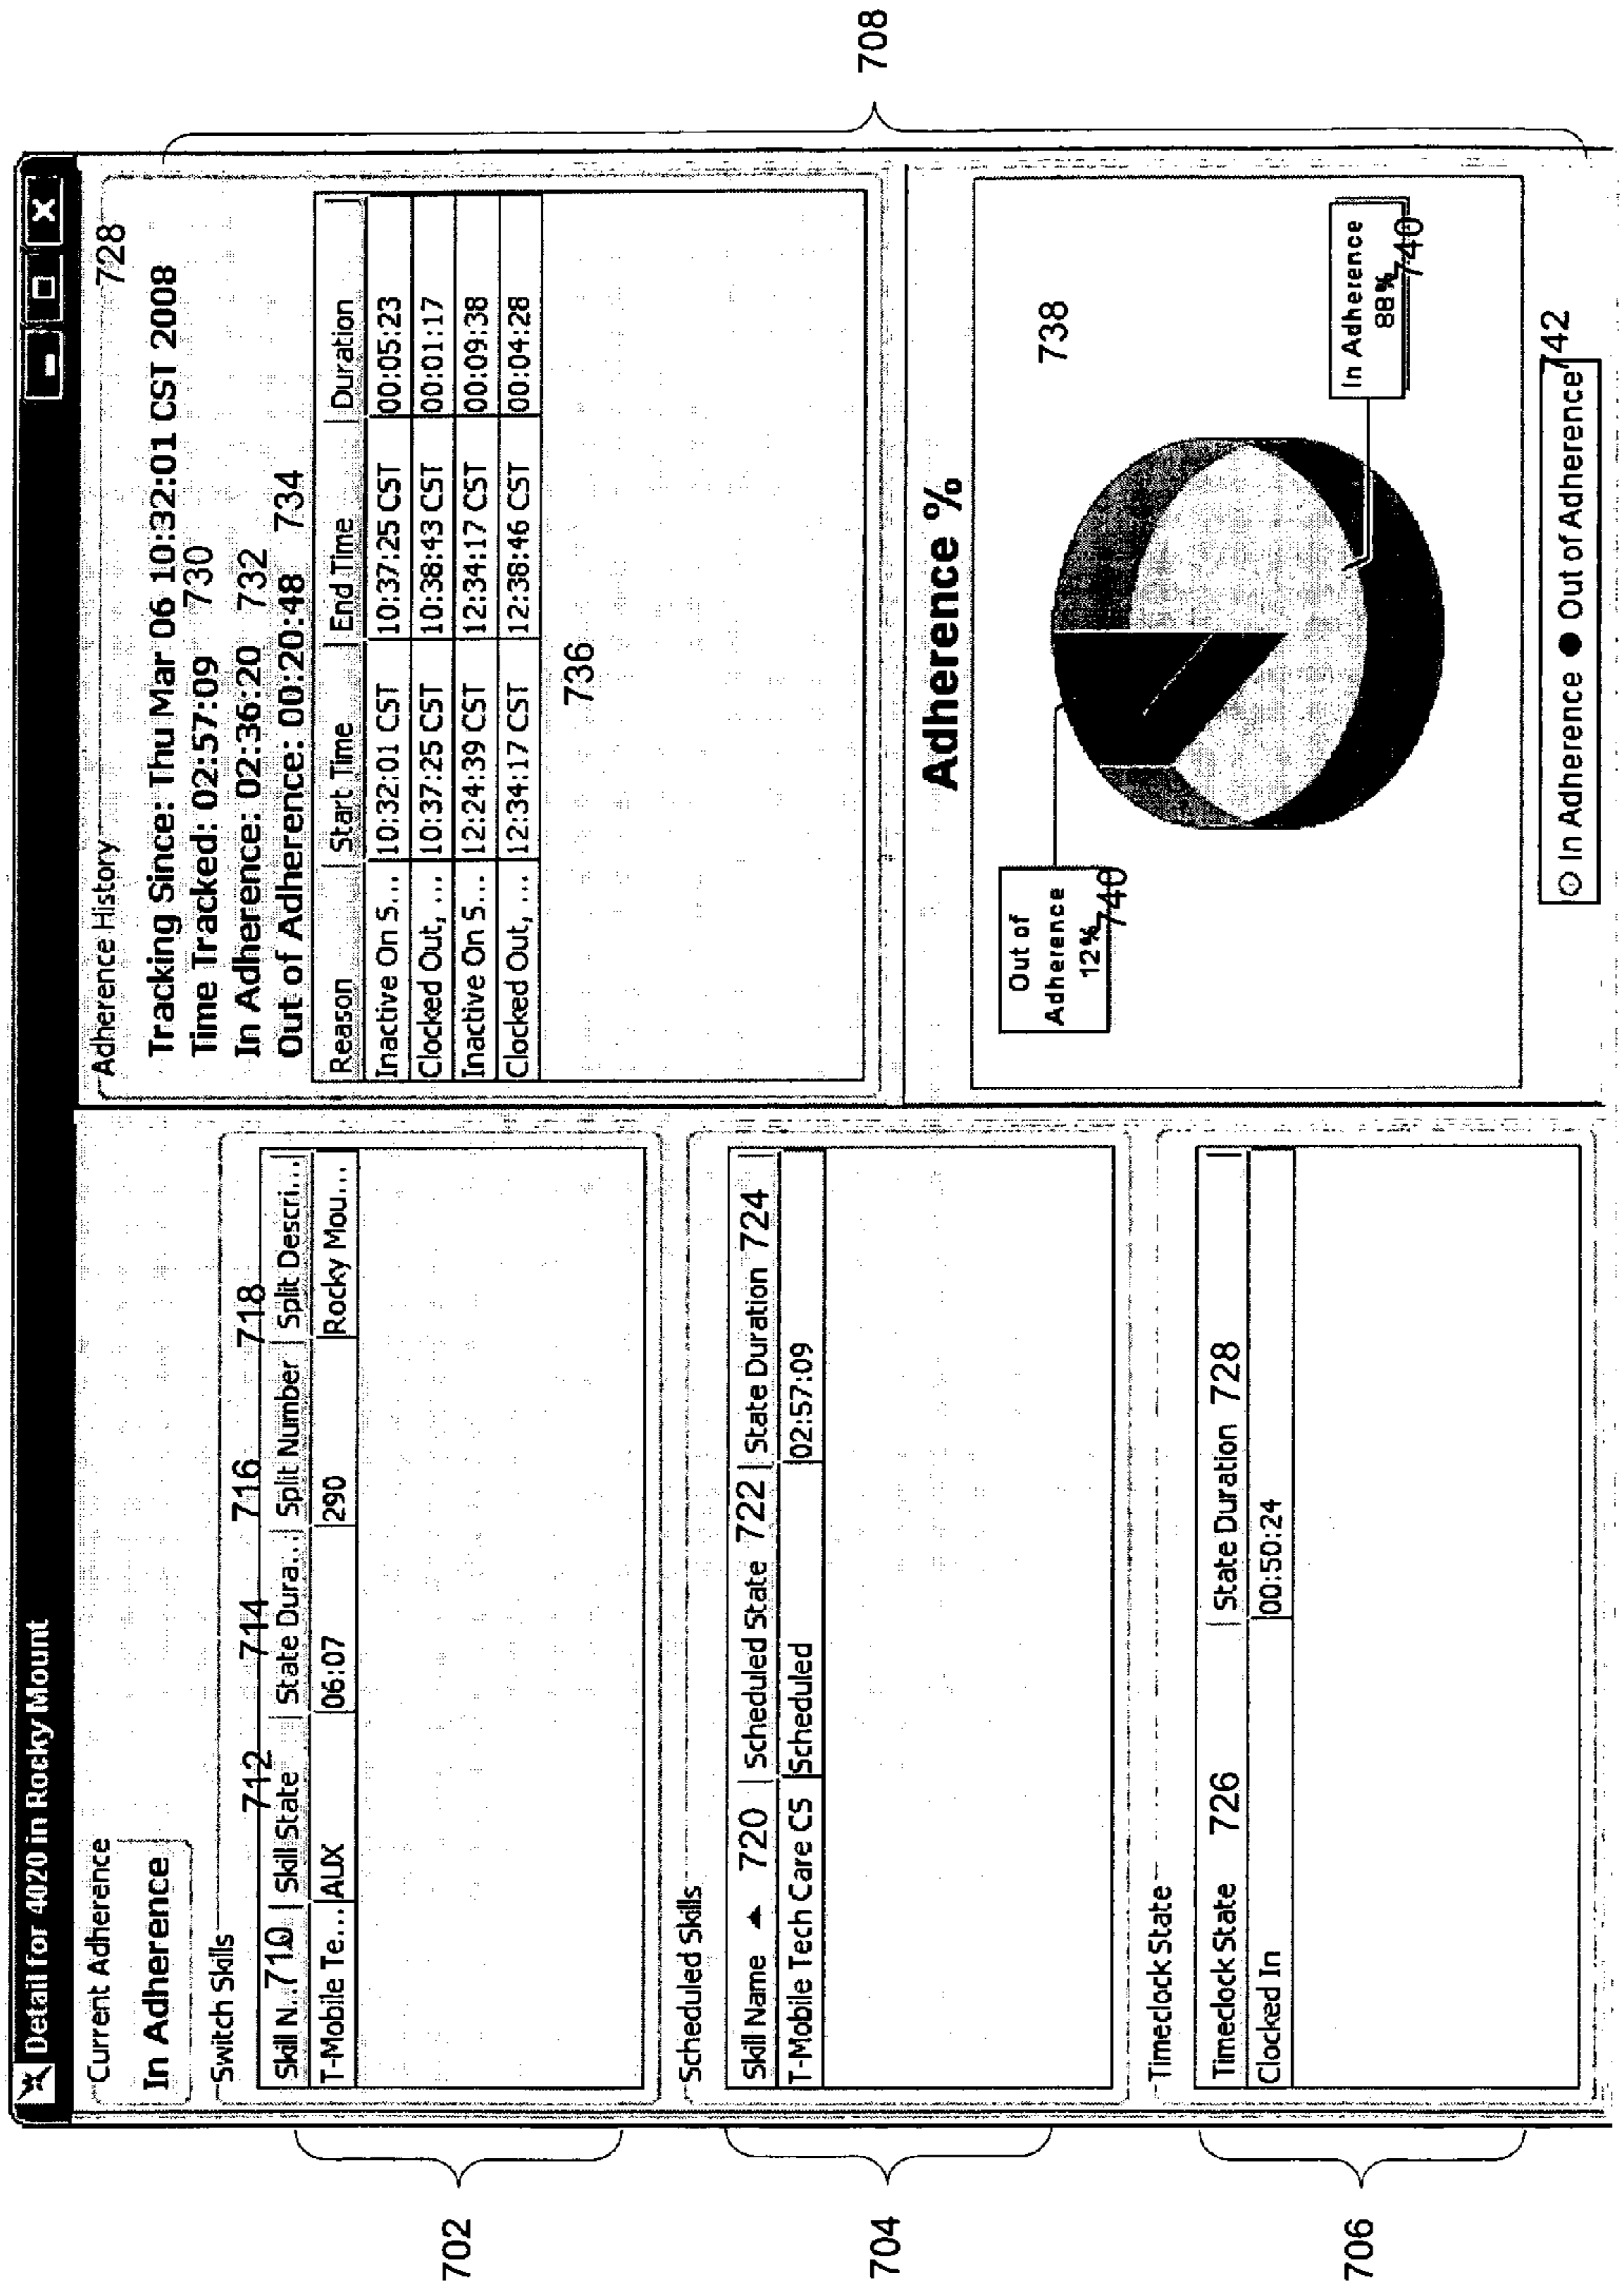 Detail for 4020 in Rocky Mount
Current Adherence
In Adherence
Switch Skills
712 714 716 718
Skill N..710 Skill State State Dura... Split Number Split Descri...
T-Mobile Te... AUX 06:07 290 Rocky Mou...
702
Scheduled Skills
Skill Name 720 Scheduled State 722 State Duration 724
T-Mobile Tech Care CS Scheduled 02:57:09
704
Timeclock State
Timeclock State 726 State Duration 728
Clocked In 00:50:24
706
Adherence History 728
Tracking Since: Thu Mar 06 10:32:01 CST 2008
Time Tracked: 02:57:09 730
In Adherence: 02:36:20 732
Out of Adherence: 00:20:48 734
Reason Start Time End Time Duration
Inactive On S... 10:32:01 CST 10:37:25 CST 00:05:23
Clocked Out, ... 10:37:25 CST 10:38:43 CST 00:01:17
Inactive On S... 12:24:39 CST 12:34:17 CST 00:09:38
Clocked Out, ... 12:34:17 CST 12:38:46 CST 00:04:28
736
708
Adherence %
Out of
Adherence
12% 740
738
In Adherence
88% 740
In Adherence Out of Adherence 742